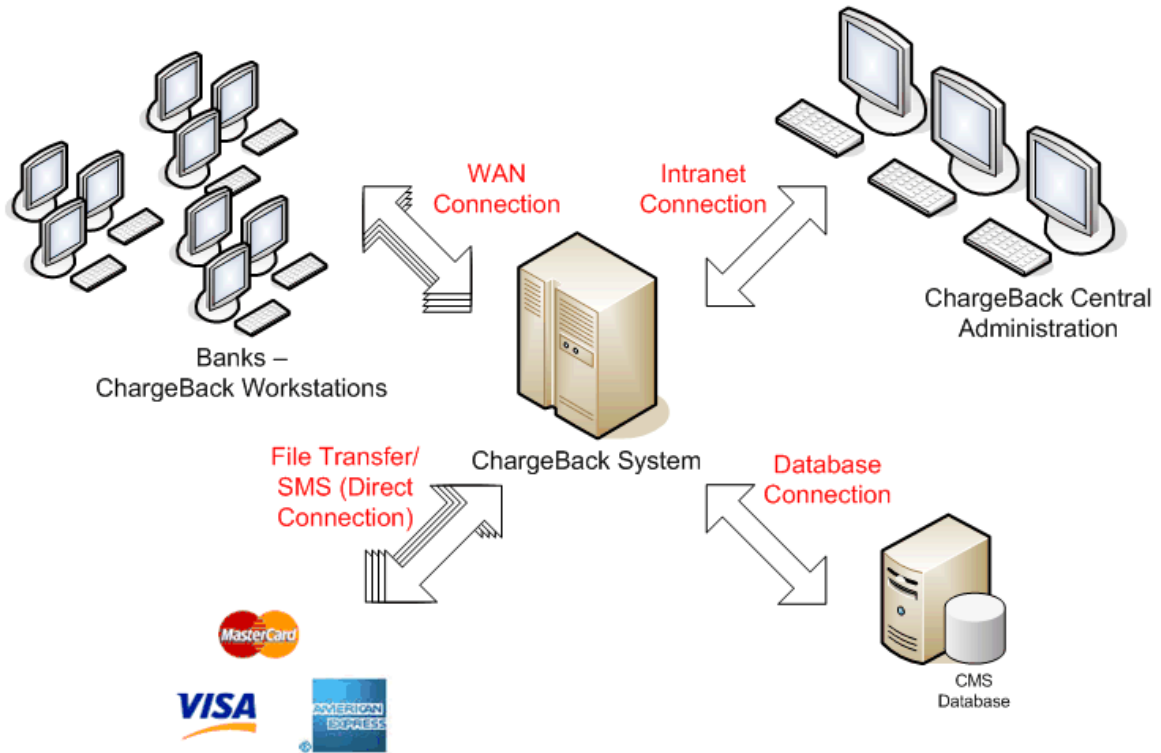 WAN
Connection
Intranet
Connection
Banks –
ChargeBack Workstations
ChargeBack Central
Administration
ChargeBack System
File Transfer/
SMS (Direct
Connection)
Database
Connection
MasterCard
VISA
AMERICAN
EXPRESS
CMS
Database